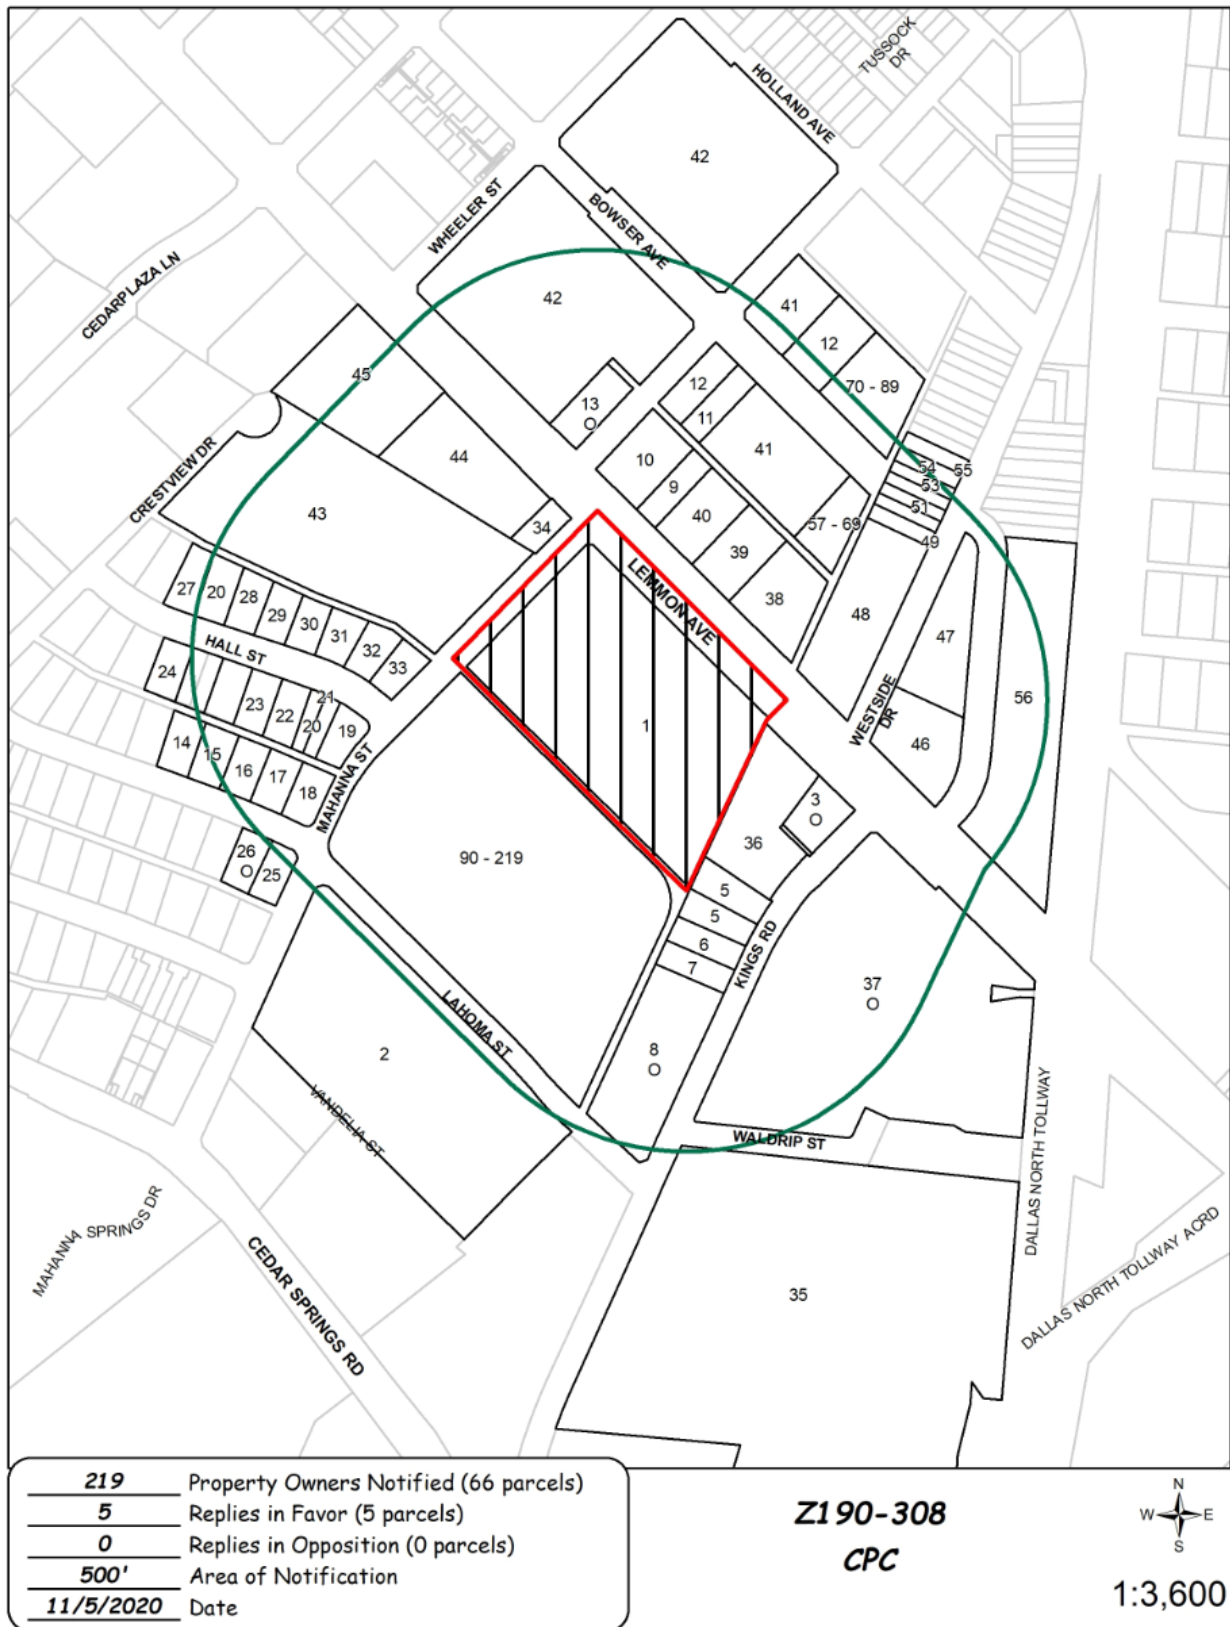 TUSSOCK
DR
HOLLAND AVE
42
WHEELER ST
BOWSER AVE
CEDARPLAZA LN
42
41
12
70 - 89
45
12
11
13
O
41
10
9
44
40
54
55
53
51
49
CRESTVIEW DR
43
34
57 - 69
39
38
LEMMON AVE
27
20
28
29
30
31
32
33
48
47
HALL ST
24
23
22
21
20
19
56
WESTSIDE
DR
46
1
14
15
16
17
18
MAHANNA ST
3
O
36
26
O
25
90 - 219
5
5
6
7
KINGS RD
37
O
8
O
LAHOMA ST
2
VANDELIA ST
WALDRIP ST
DALLAS NORTH TOLLWAY
MAHANNA SPRINGS DR
CEDAR SPRINGS RD
DALLAS NORTH TOLLWAY ACRD
35
219 Property Owners Notified (66 parcels)
5 Replies in Favor (5 parcels)
0 Replies in Opposition (0 parcels)
500' Area of Notification
11/5/2020 Date
Z190-308
CPC
N
W E
S
1:3,600